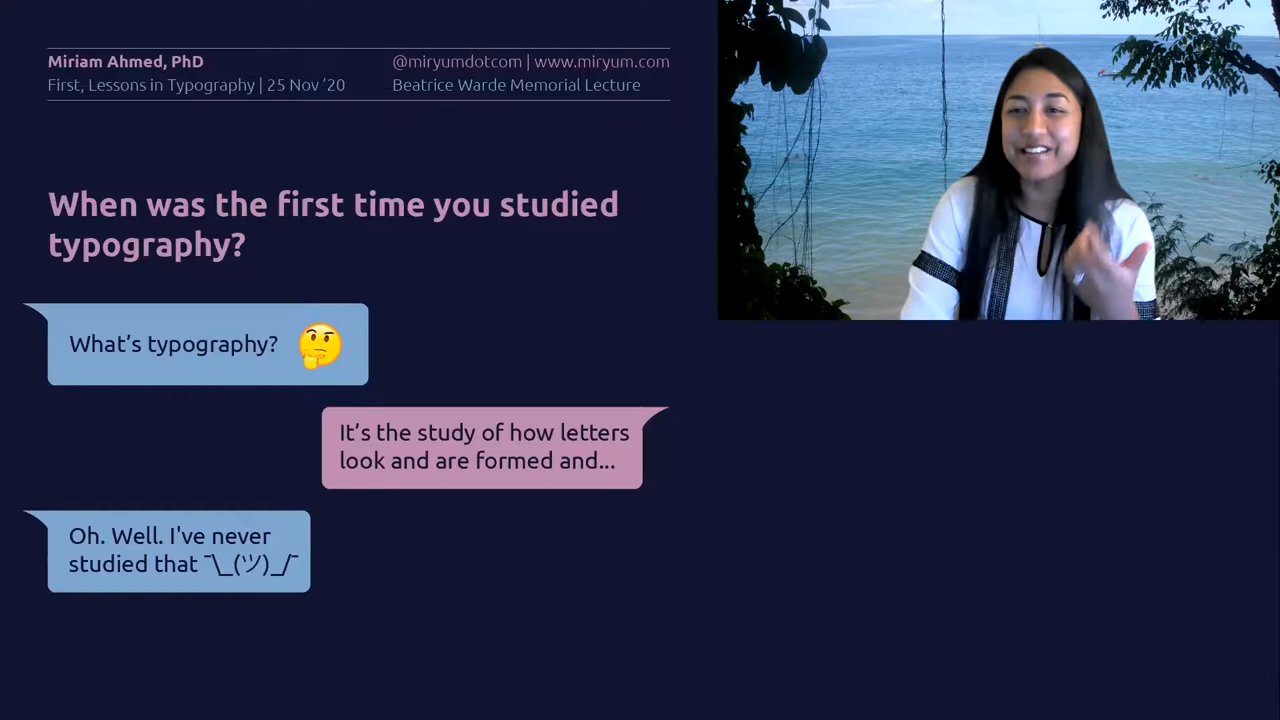 Miriam Ahmed, PhD
First, Lessons in Typography | 25 Nov ’20
@miryumdotcom | www.miryum.com
Beatrice Warde Memorial Lecture
When was the first time you studied
typography?
What’s typography? 🤔
It’s the study of how letters
look and are formed and...
Oh. Well. I've never
studied that ¯\_(ツ)_/¯